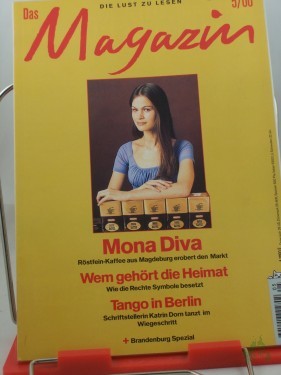 DIE LUST ZU LESEN
Das
5/00
Magazin
Mona Diva
Röstfein-Kaffee aus Magdeburg erobert den Markt
Wem gehört die Heimat
Wie die Rechte Symbole besetzt
Tango in Berlin
Schriftstellerin Katrin Dorn tanzt im
Wiegeschritt
+ Brandenburg Spezial